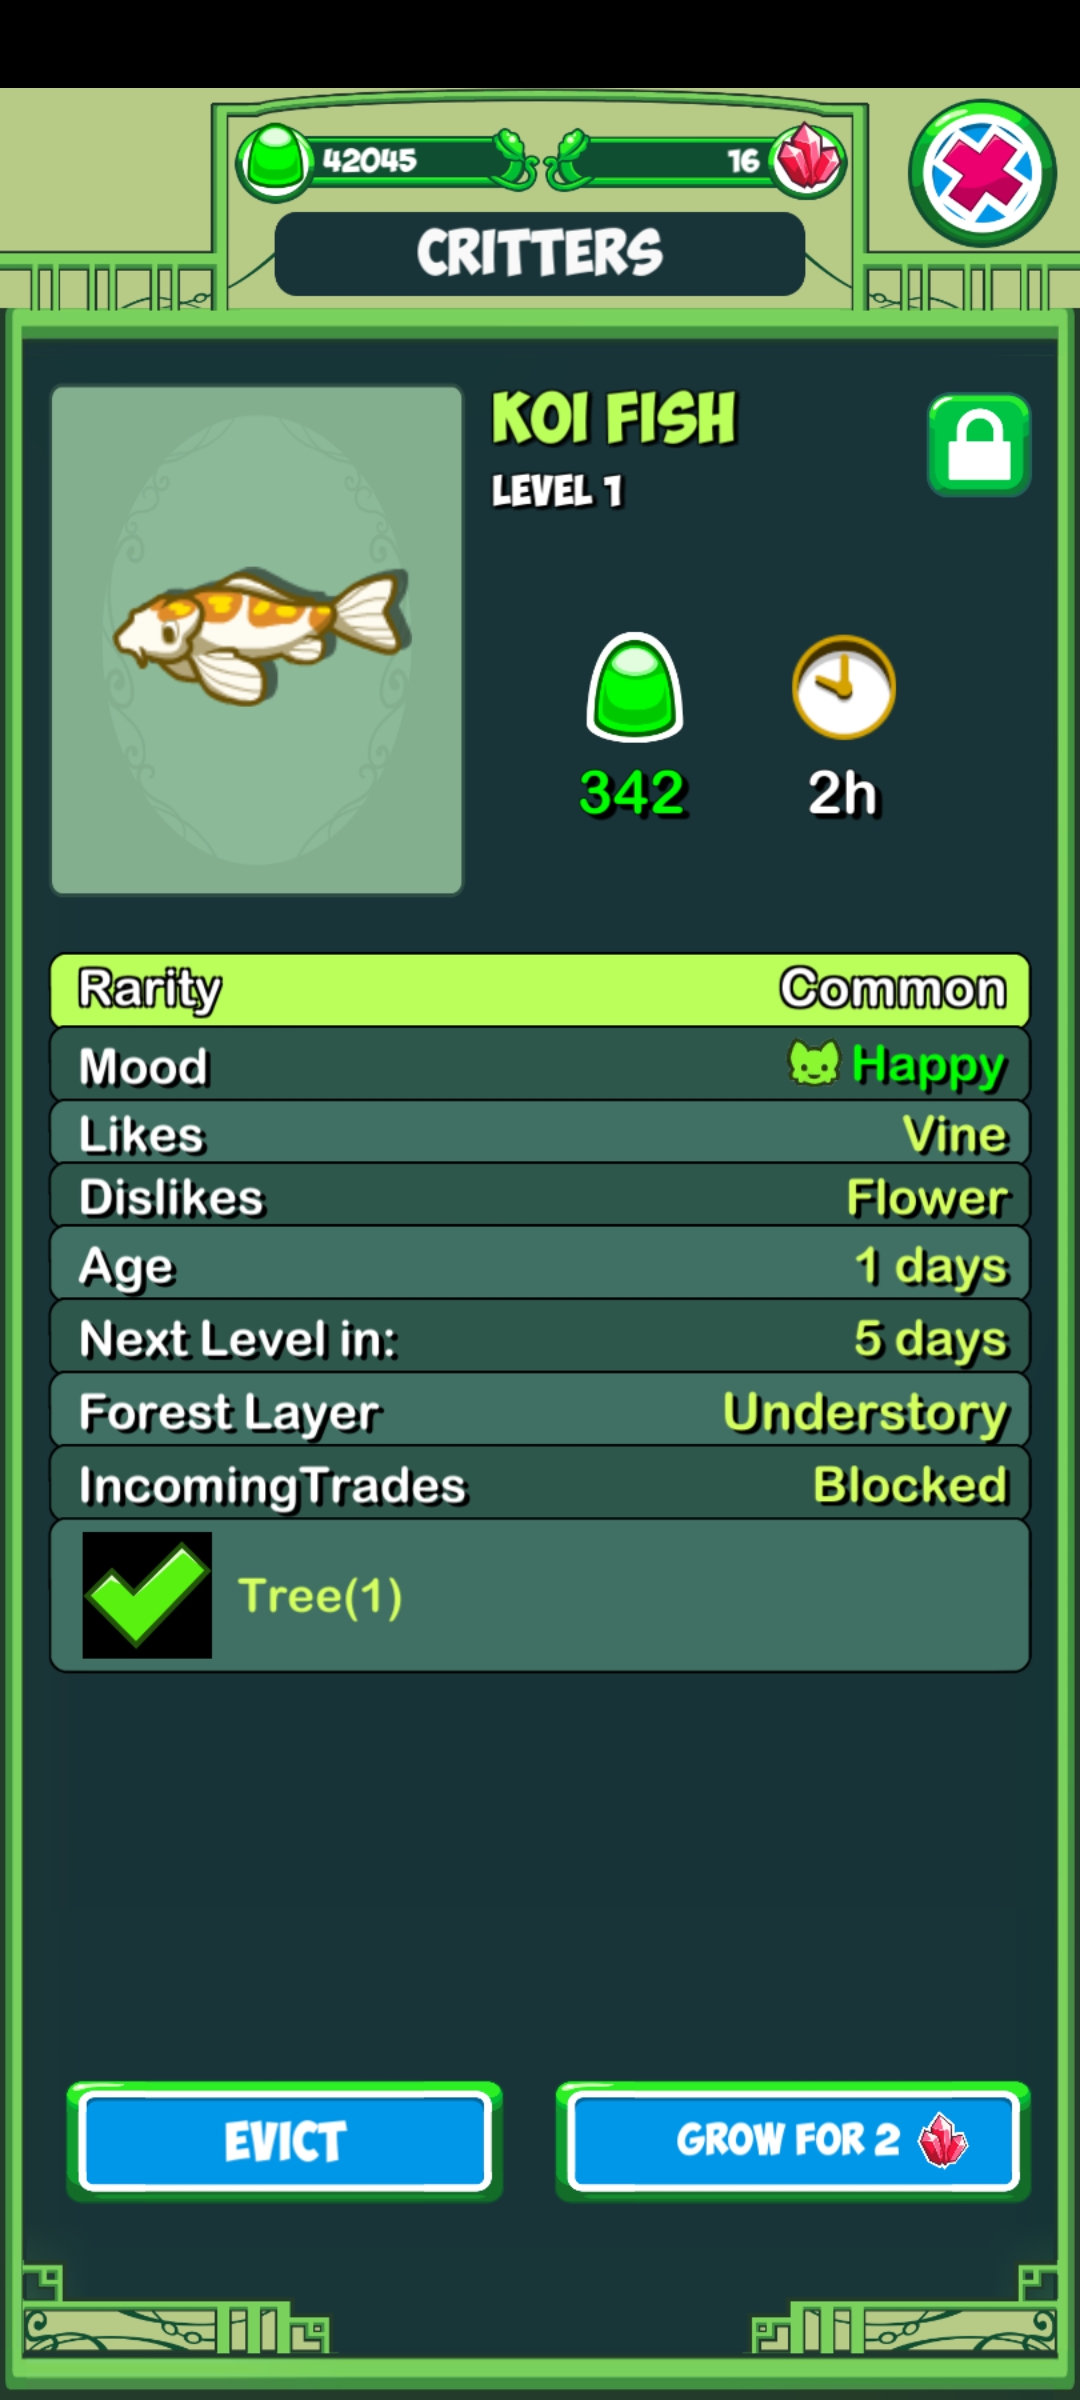 42045
16
CRITTERS
KOI FISH
LEVEL 1
342
2h
Rarity Common
Mood Happy
Likes Vine
Dislikes Flower
Age 1 days
Next Level in: 5 days
Forest Layer Understory
IncomingTrades Blocked
Tree(1)
EVICT
GROW FOR 2